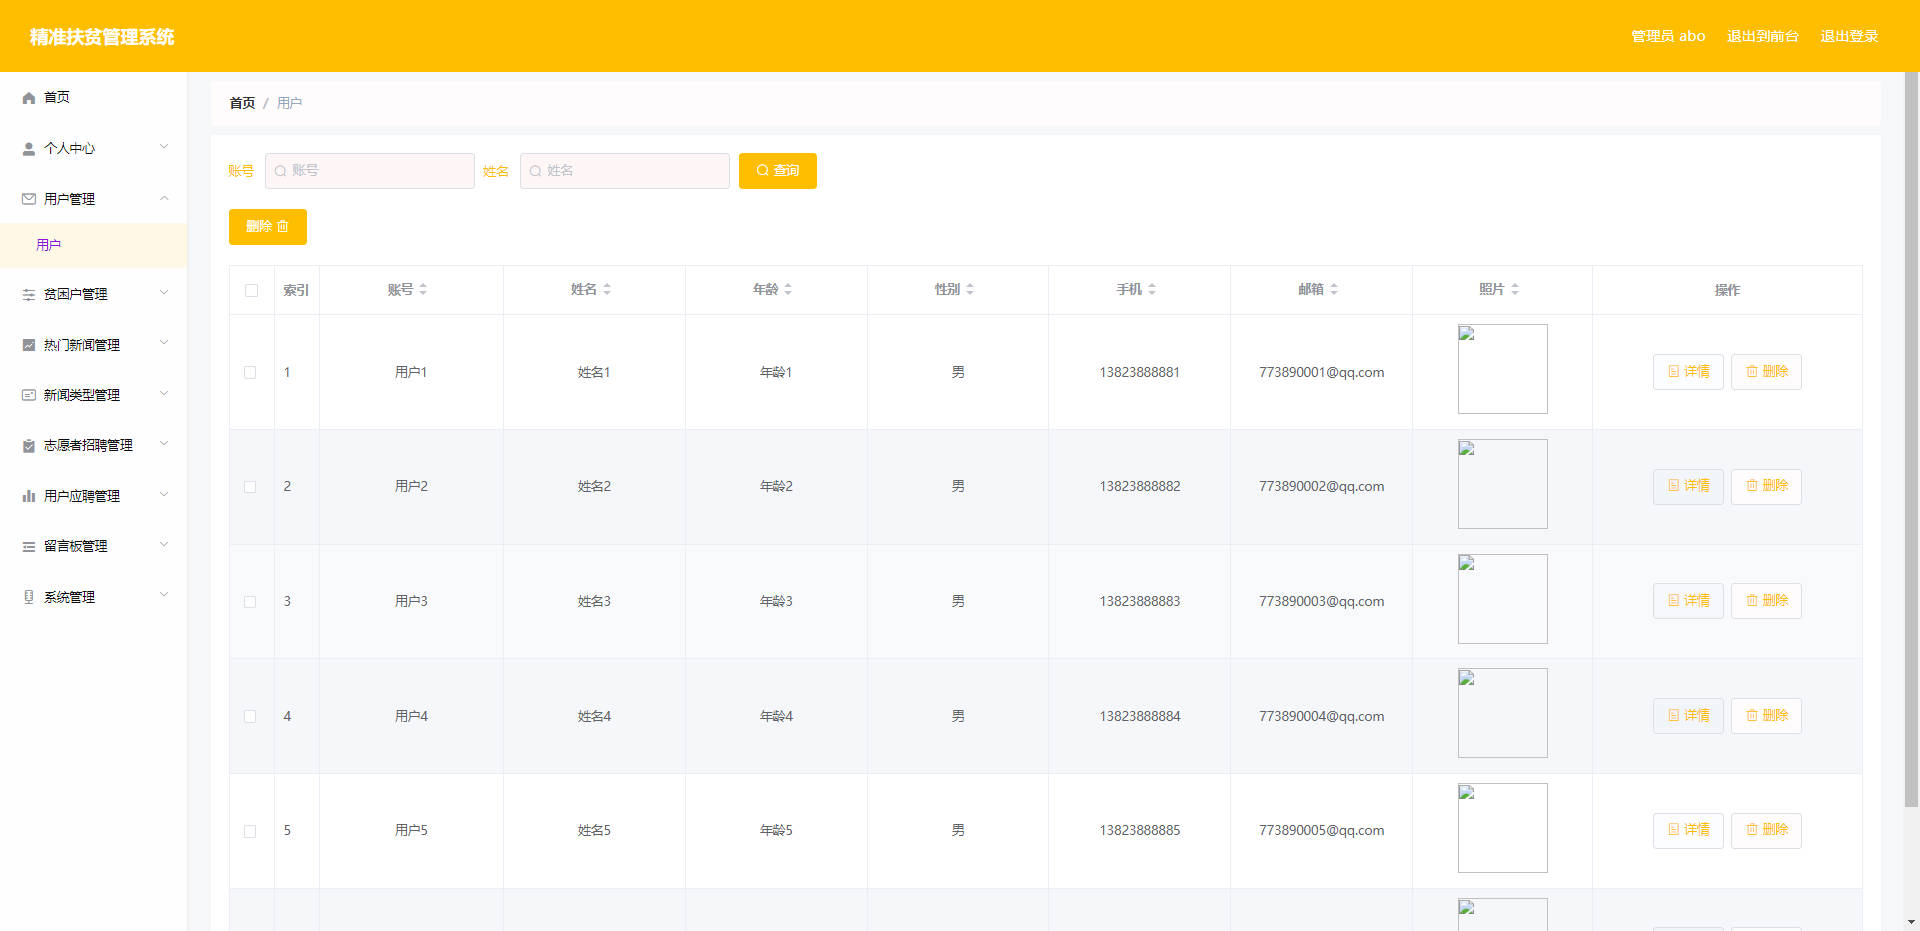 精准扶贫管理系统
管理员 abo 退出到前台 退出登录
首页
个人中心
用户管理
用户
贫困户管理
热门新闻管理
新闻类型管理
志愿者招聘管理
用户应聘管理
留言板管理
系统管理
首页 / 用户
账号 账号 姓名 姓名 查询
删除
索引 账号 姓名 年龄 性别 手机 邮箱 照片 操作
1 用户1 姓名1 年龄1 男 13823888881 773890001@qq.com 详情 删除
2 用户2 姓名2 年龄2 男 13823888882 773890002@qq.com 详情 删除
3 用户3 姓名3 年龄3 男 13823888883 773890003@qq.com 详情 删除
4 用户4 姓名4 年龄4 男 13823888884 773890004@qq.com 详情 删除
5 用户5 姓名5 年龄5 男 13823888885 773890005@qq.com 详情 删除